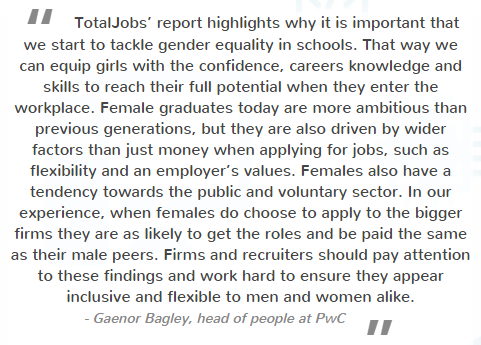 " TotalJobs' report highlights why it is important that
we start to tackle gender equality in schools. That way we
can equip girls with the confidence, careers knowledge and
skills to reach their full potential when they enter the
workplace. Female graduates today are more ambitious than
previous generations, but they are also driven by wider
factors than just money when applying for jobs, such as
flexibility and an employer's values. Females also have a
tendency towards the public and voluntary sector. In our
experience, when females do choose to apply to the bigger
firms they are as likely to get the roles and be paid the same
as their male peers. Firms and recruiters should pay attention
to these findings and work hard to ensure they appear
inclusive and flexible to men and women alike.
- Gaenor Bagley, head of people at PwC "